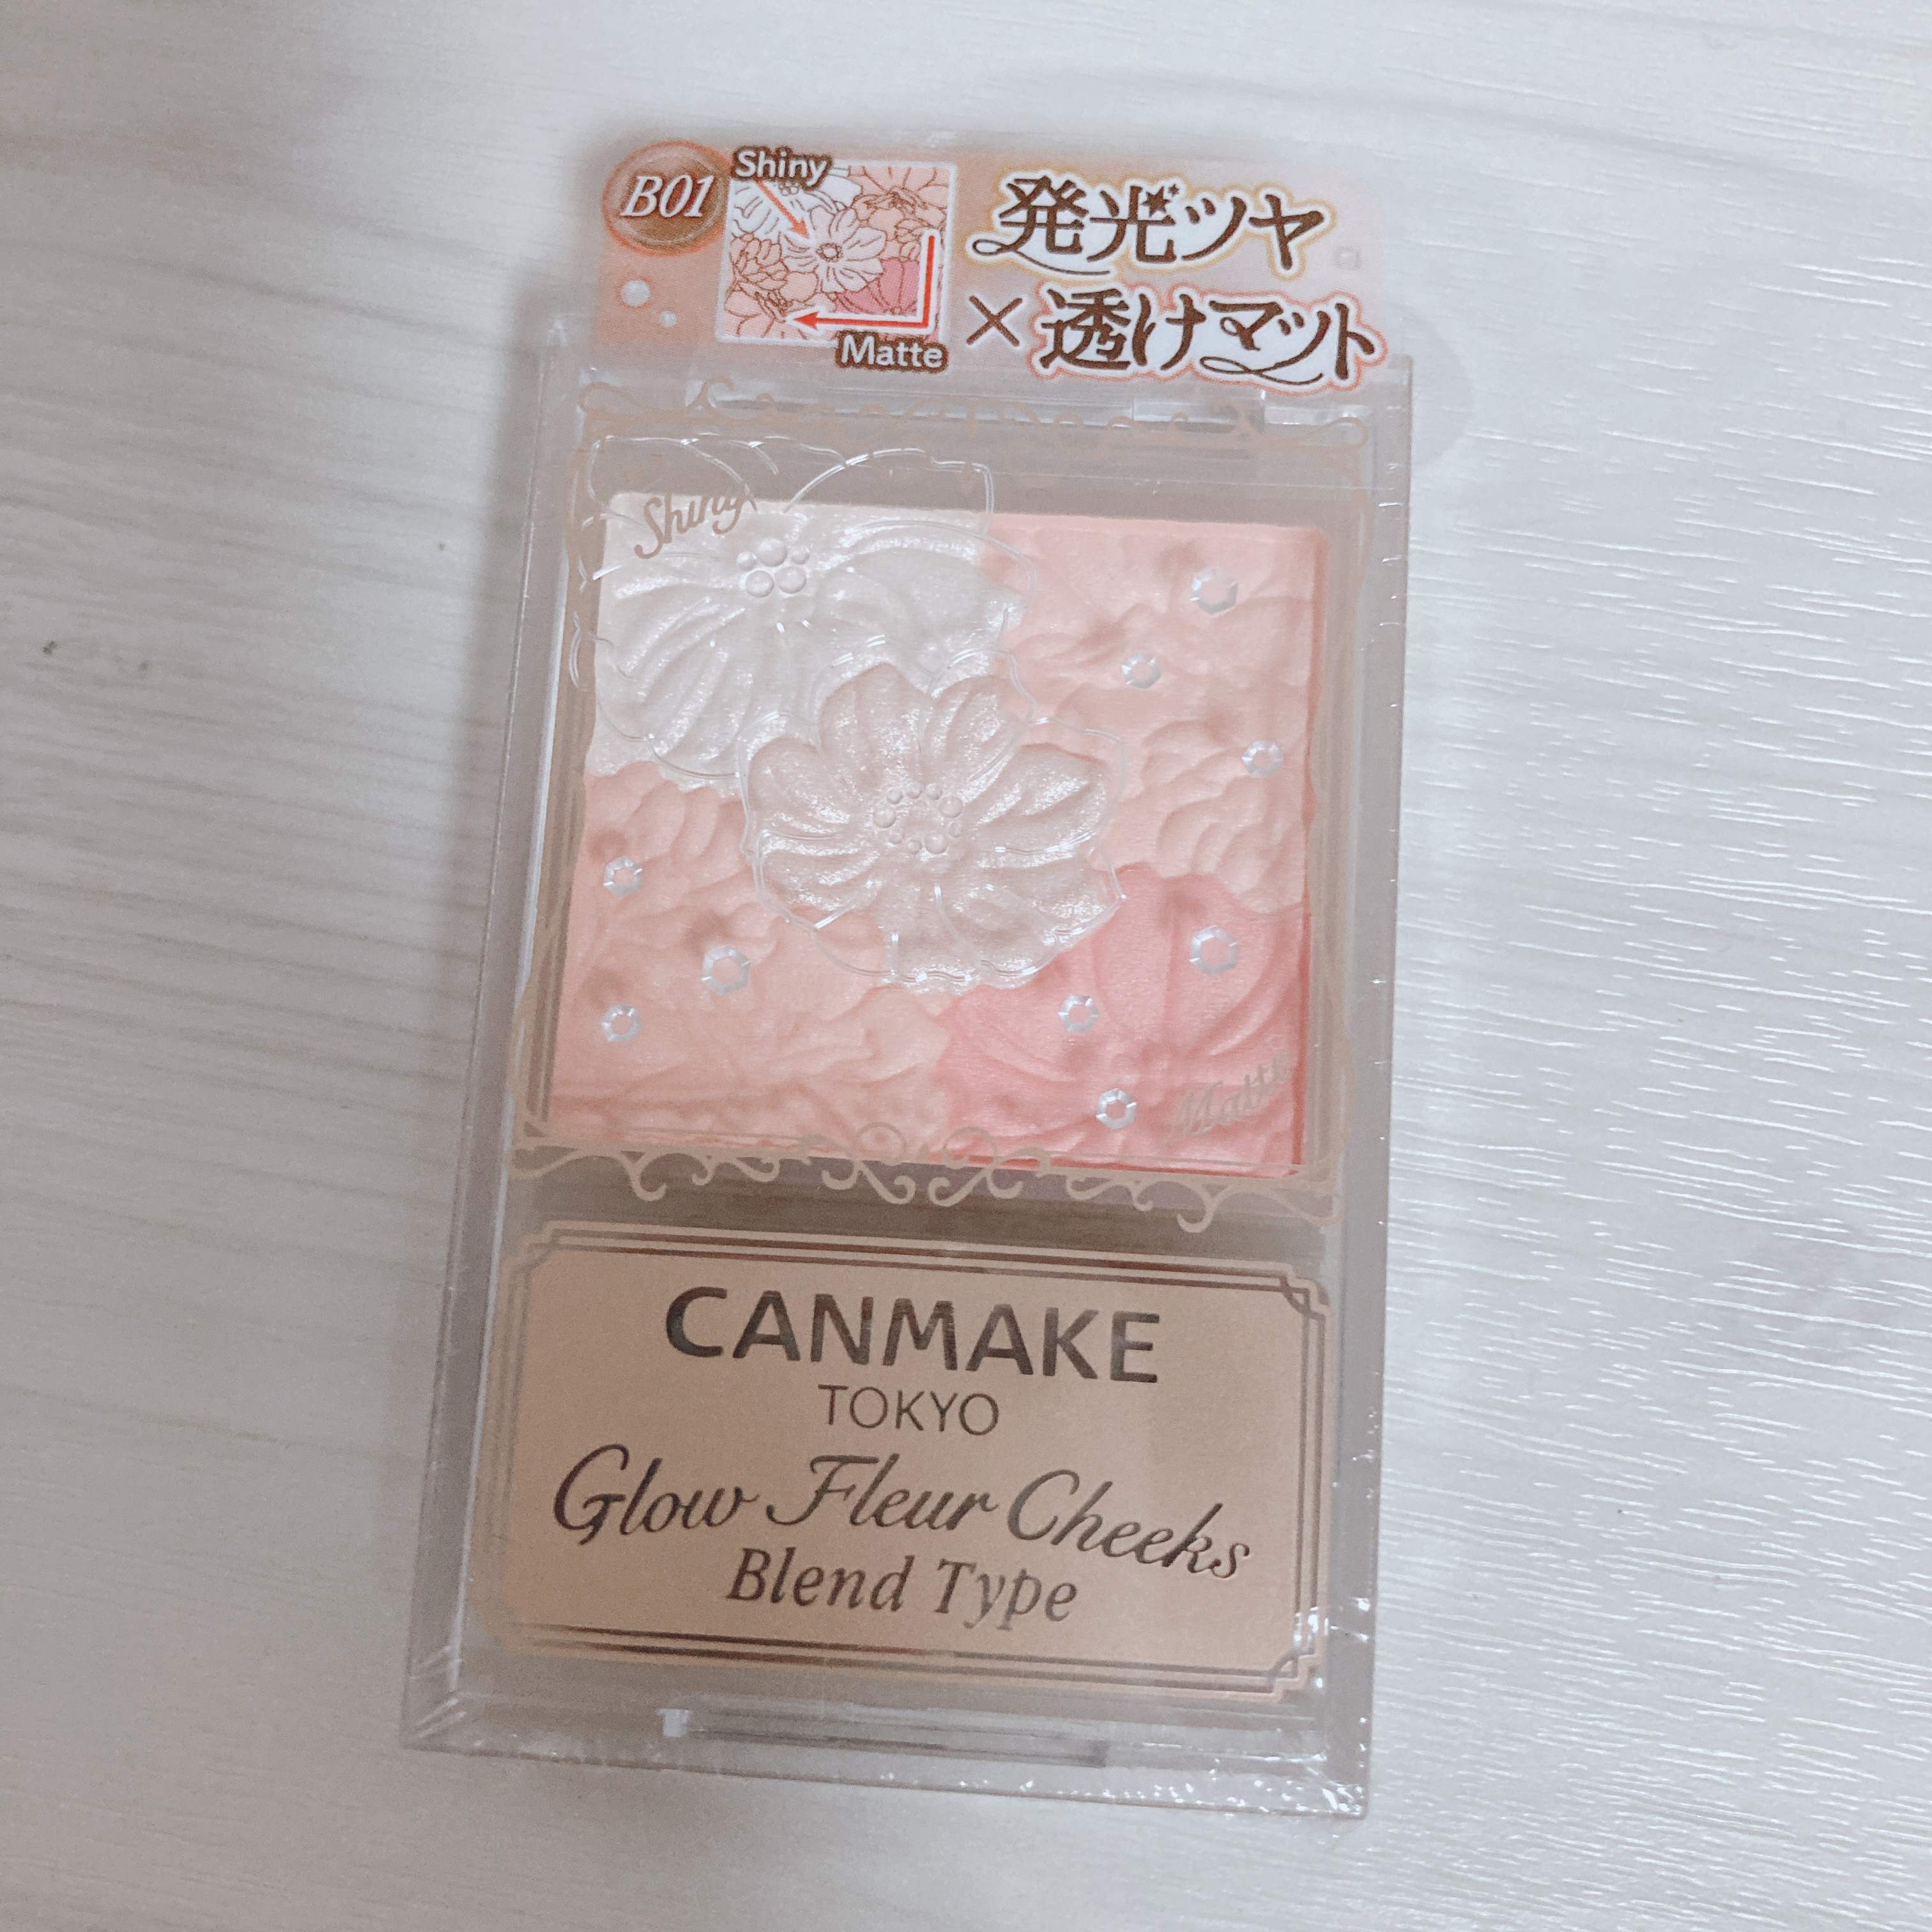 B01
Shiny
発光ツヤ
×透けマット
Matte
Shiny
Matte
CANMAKE
TOKYO
Glow Fleur Cheeks
Blend Type